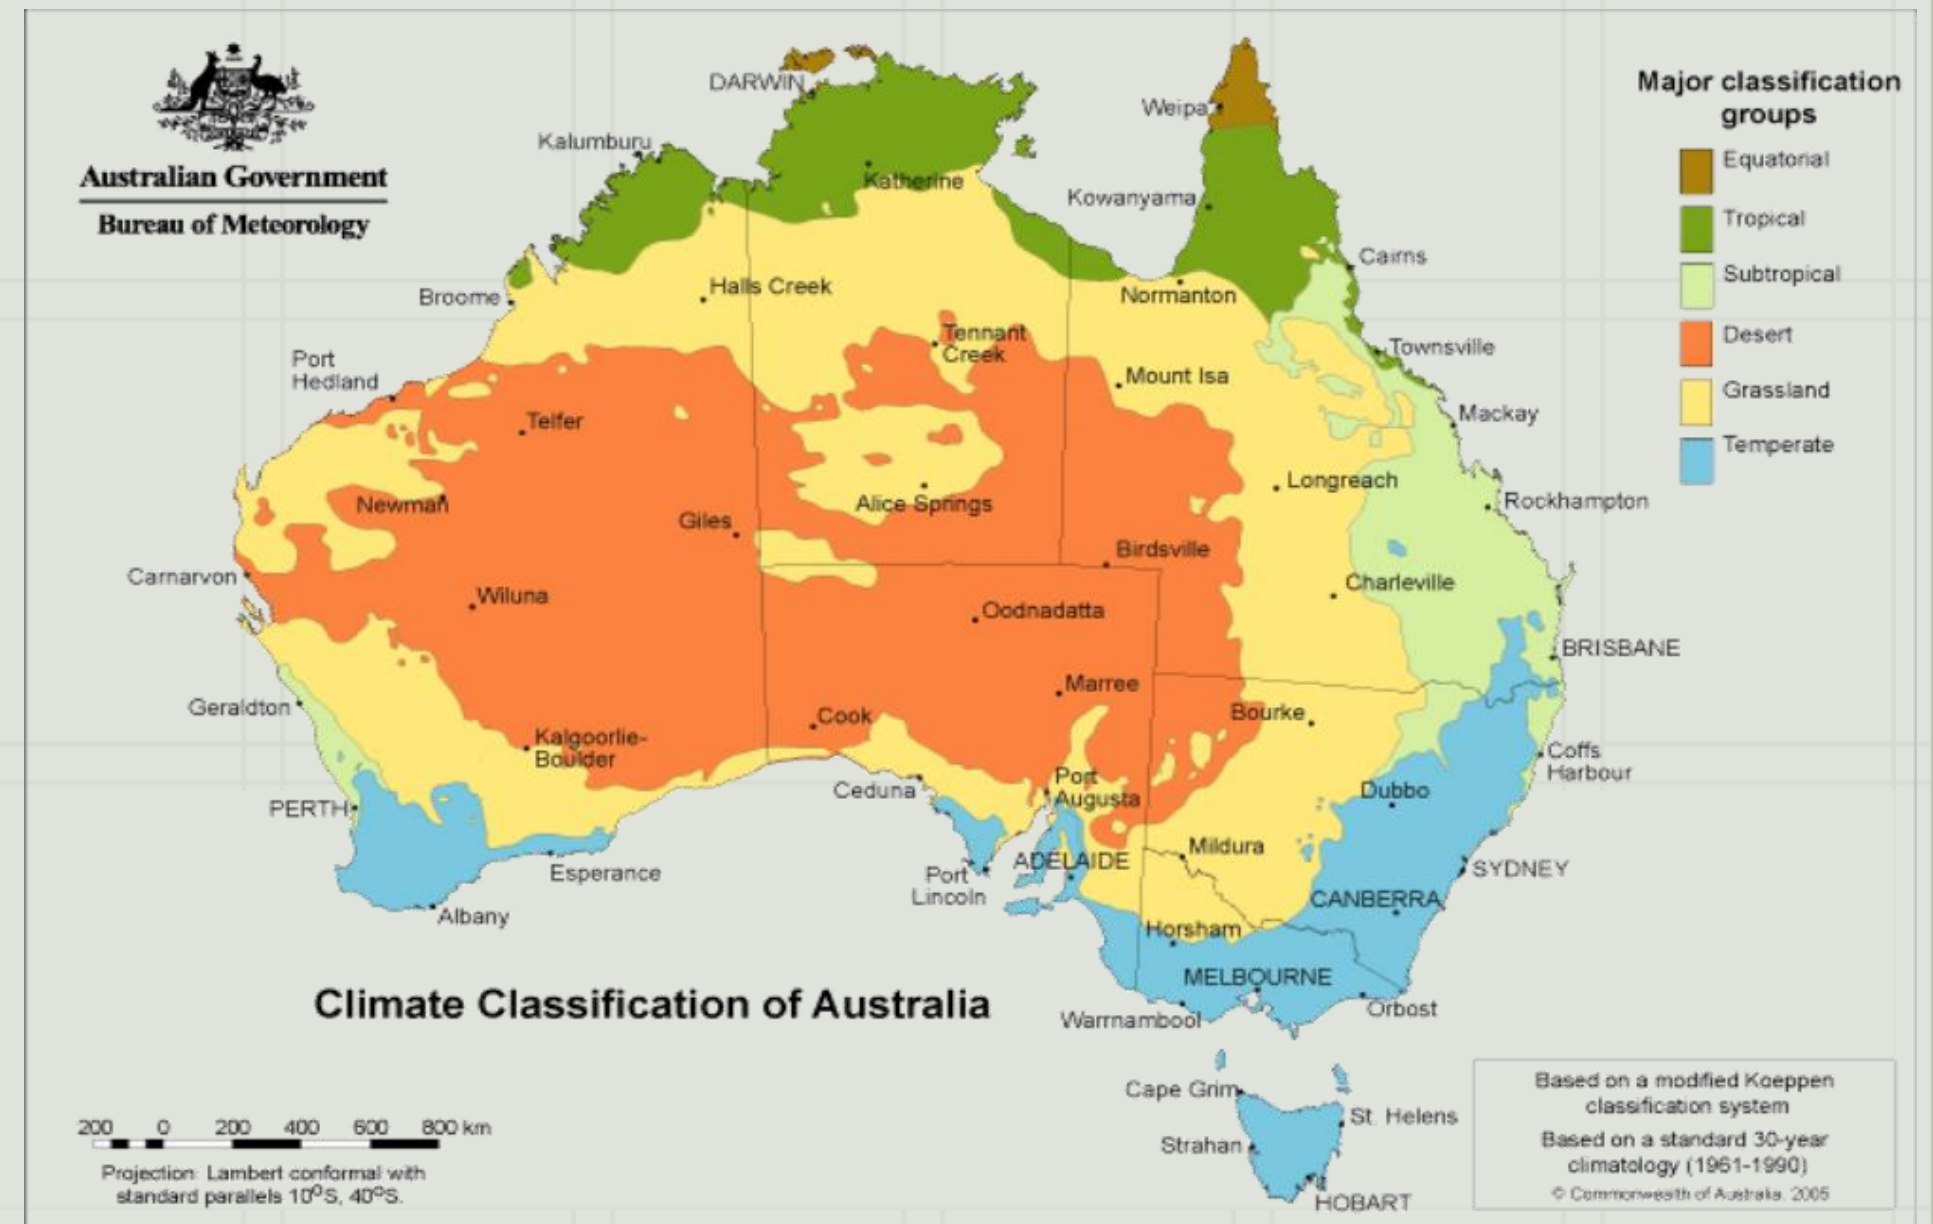 Australian Government
Bureau of Meteorology
Major classification
groups
Equatorial
Tropical
Subtropical
Desert
Grassland
Temperate
DARWIN
Weipa
Kalumburu
Katherine
Kowanyama
Cairns
Broome
Halls Creek
Normanton
Tennant
Creek
Townsville
Port
Hedland
Mount Isa
Mackay
Telfer
Longreach
Rockhampton
Newman
Alice Springs
Giles
Birdsville
Carnarvon
Charleville
Wiluna
Oodnadatta
BRISBANE
Marree
Geraldton
Cook
Bourke
Kalgoorlie-
Boulder
Coffs
Harbour
Port
Augusta
Ceduna
Dubbo
PERTH
Mildura
ADELAIDE
SYDNEY
Esperance
Port
Lincoln
CANBERRA
Albany
Horsham
MELBOURNE
Orbost
Warrnambool
Climate Classification of Australia
Cape Grim
St. Helens
Strahan
HOBART
200 0 200 400 600 800 km
Projection: Lambert conformal with
standard parallels 10ºS, 40ºS.
Based on a modified Koeppen
classification system
Based on a standard 30-year
climatology (1961-1990)
© Commonwealth of Australia, 2005